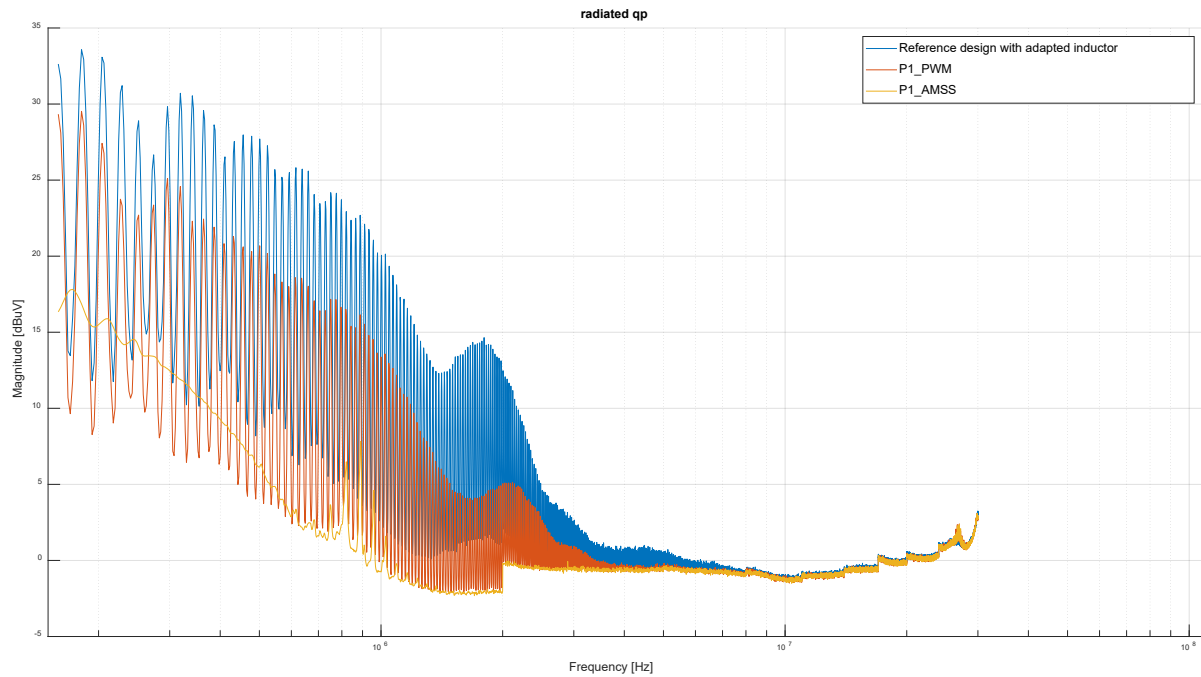 radiated qp
Reference design with adapted inductor
P1_PWM
P1_AMSS
Magnitude [dBuV]
35
30
25
20
15
10
5
0
-5
10 6
10 7
10 8
Frequency [Hz]